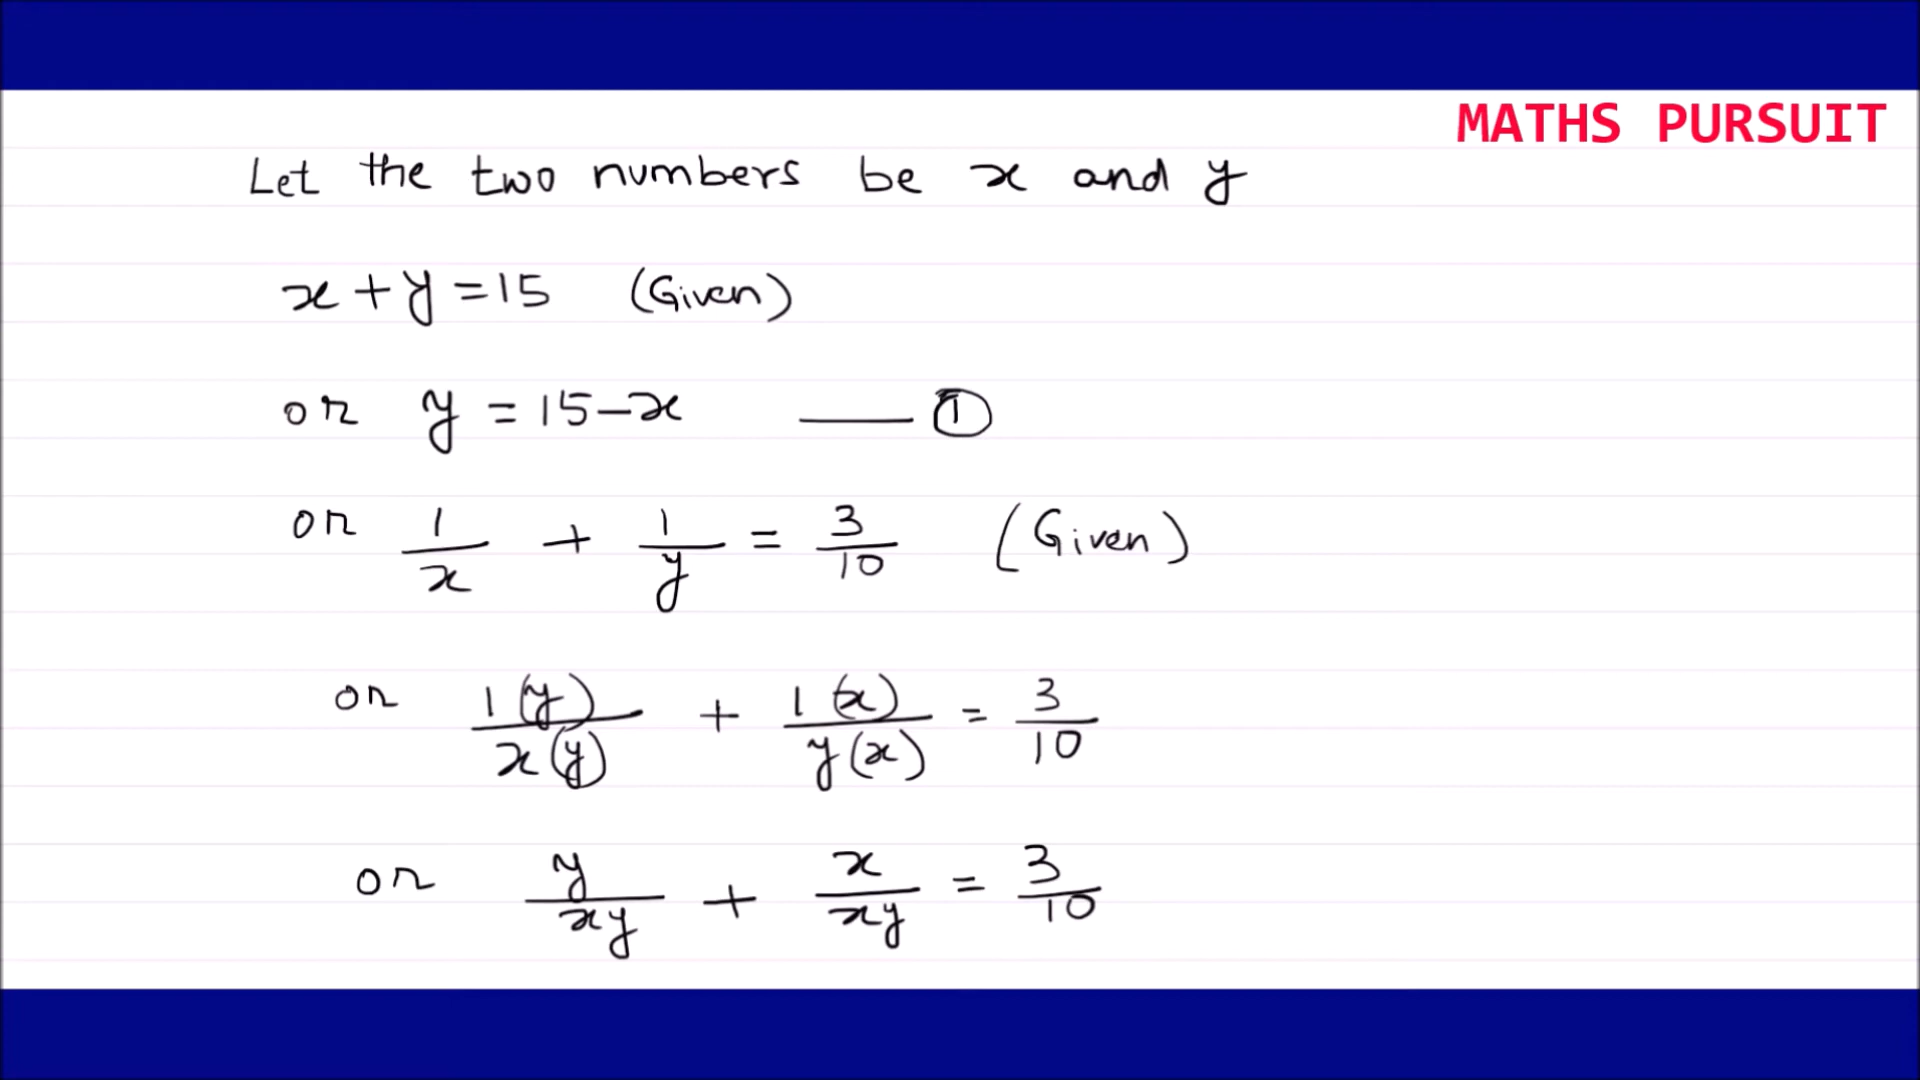 MATHS PURSUIT
Let the two numbers be x and y
x + y = 15 (Given)
or y = 15 - x —— ①
or 1/x + 1/y = 3/10 (Given)
or 1(y)/x(y) + 1(x)/y(x) = 3/10
or y/xy + x/xy = 3/10